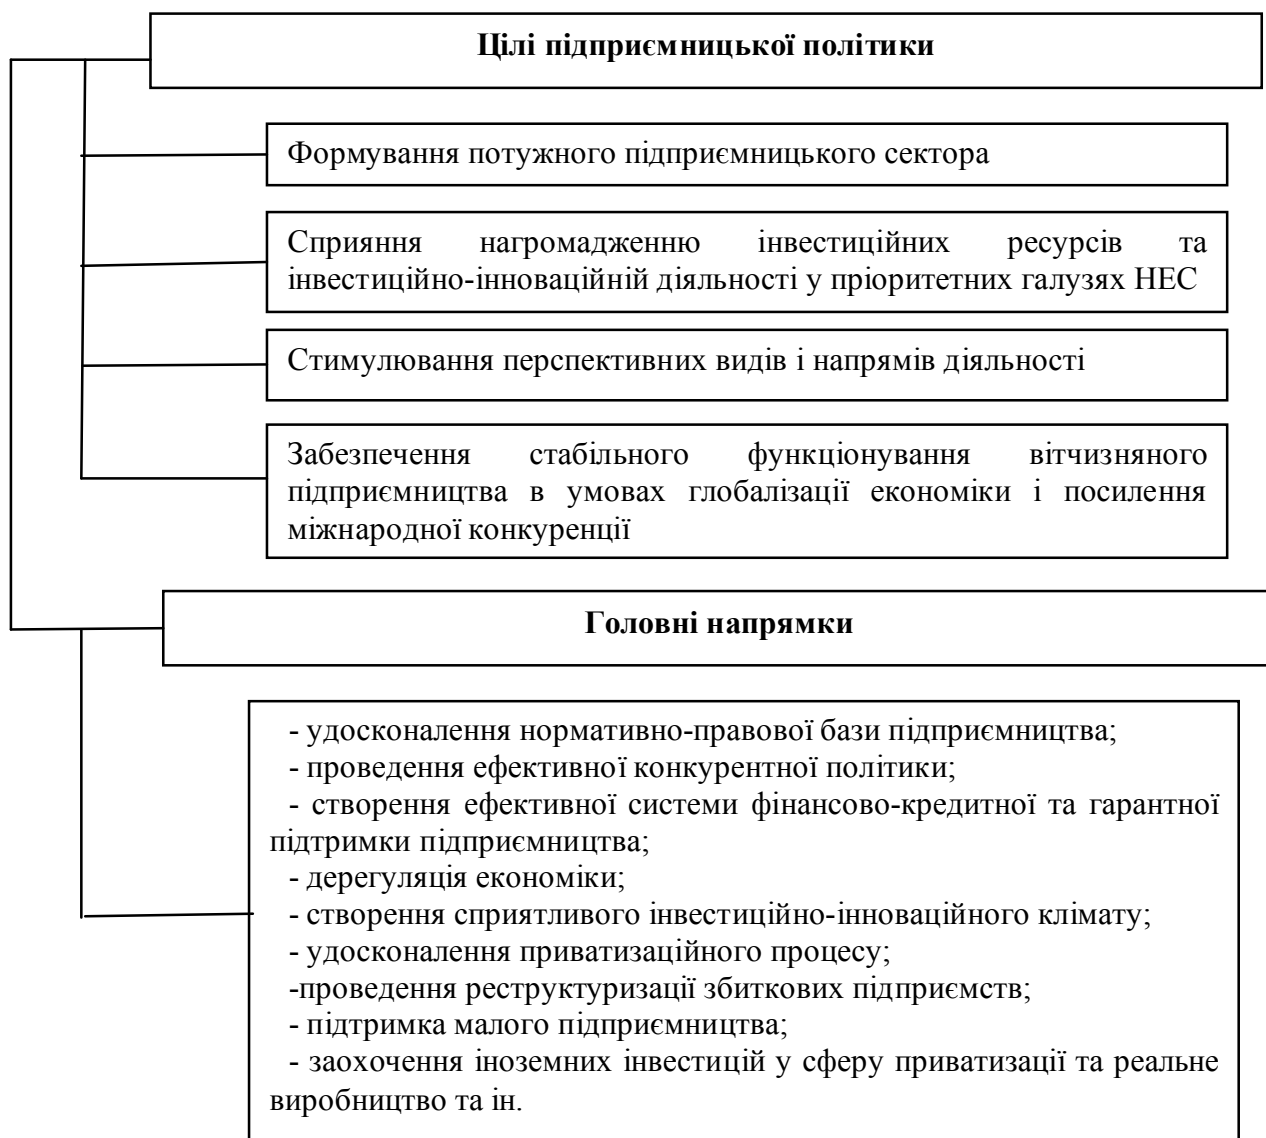 Цілі підприємницької політики
Формування потужного підприємницького сектора
Сприяння нагромадженню інвестиційних ресурсів та
інвестиційно-інноваційній діяльності у пріоритетних галузях НЕС
Стимулювання перспективних видів і напрямів діяльності
Забезпечення стабільного функціонування вітчизняного
підприємництва в умовах глобалізації економіки і посилення
міжнародної конкуренції
Головні напрямки
- удосконалення нормативно-правової бази підприємництва;
- проведення ефективної конкурентної політики;
- створення ефективної системи фінансово-кредитної та гарантної
підтримки підприємництва;
- дерегуляція економіки;
- створення сприятливого інвестиційно-інноваційного клімату;
- удосконалення приватизаційного процесу;
-проведення реструктуризації збиткових підприємств;
- підтримка малого підприємництва;
- заохочення іноземних інвестицій у сферу приватизації та реальне
виробництво та ін.